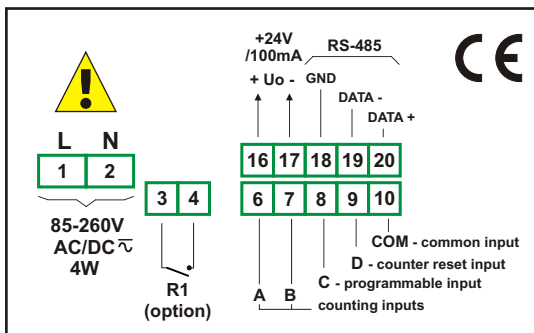 +24V
/100mA
RS-485
CE
+ Uo -
GND
DATA -
DATA +
L N
16 17 18 19 20
1 2
3 4
6 7 8 9 10
85-260V
AC/DC
4W
COM - common input
D - counter reset input
C - programmable input
A B
counting inputs
R1
(option)